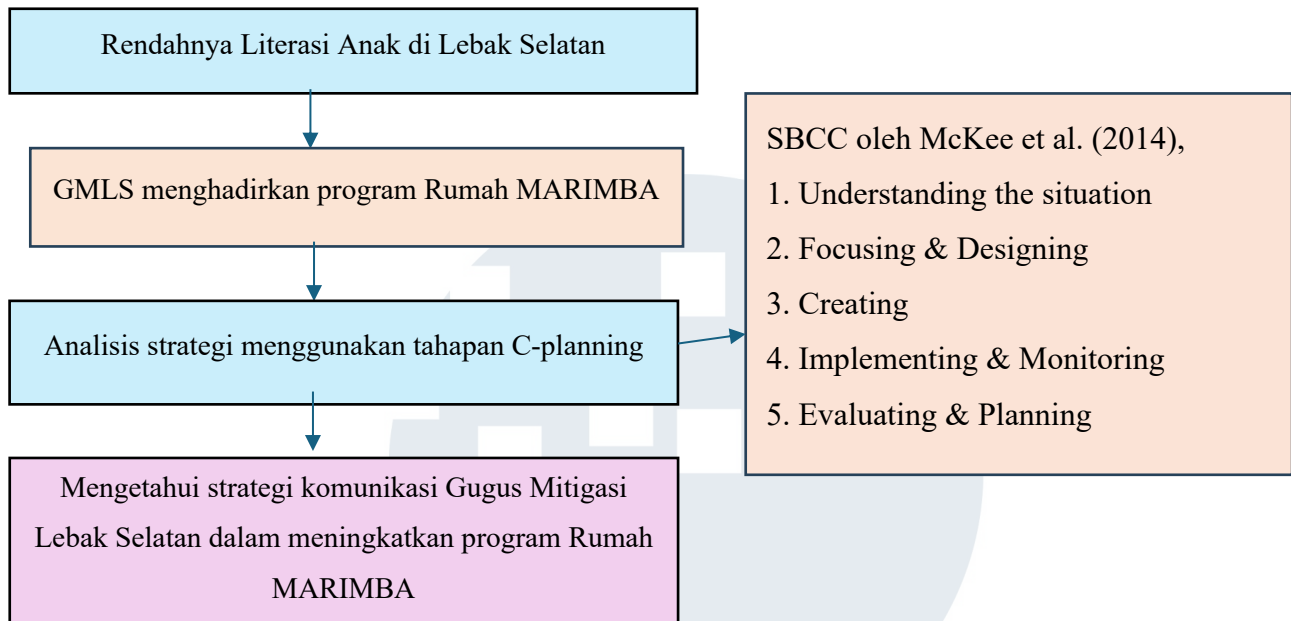 Rendahnya Literasi Anak di Lebak Selatan
GMLS menghadirkan program Rumah MARIMBA
Analisis strategi menggunakan tahapan C-planning
Mengetahui strategi komunikasi Gugus Mitigasi
Lebak Selatan dalam meningkatkan program Rumah
MARIMBA
SBCC oleh McKee et al. (2014),
1. Understanding the situation
2. Focusing & Designing
3. Creating
4. Implementing & Monitoring
5. Evaluating & Planning